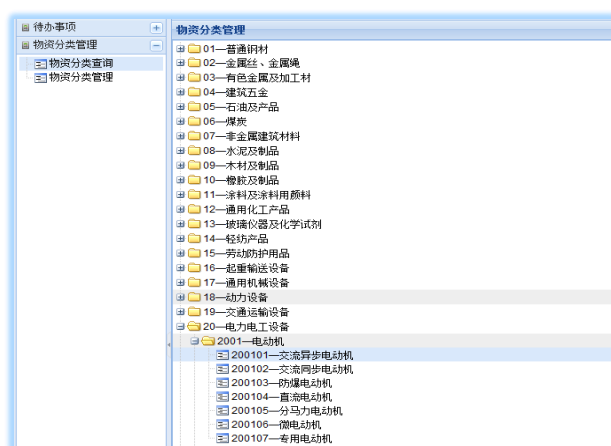 待办事项
物资分类管理
物资分类查询
物资分类管理
物资分类管理
01—普通钢材
02—金属丝、金属绳
03—有色金属及加工材
04—建筑五金
05—石油及产品
06—煤炭
07—非金属建筑材料
08—水泥及制品
09—木材及制品
10—橡胶及制品
11—涂料及涂料用颜料
12—通用化工产品
13—玻璃仪器及化学试剂
14—轻纺产品
15—劳动防护用品
16—起重输送设备
17—通用机械设备
18—动力设备
19—交通运输设备
20—电力电工设备
2001—电动机
200101—交流异步电动机
200102—交流同步电动机
200103—防爆电动机
200104—直流电动机
200105—分马力电动机
200106—微电动机
200107—专用电动机